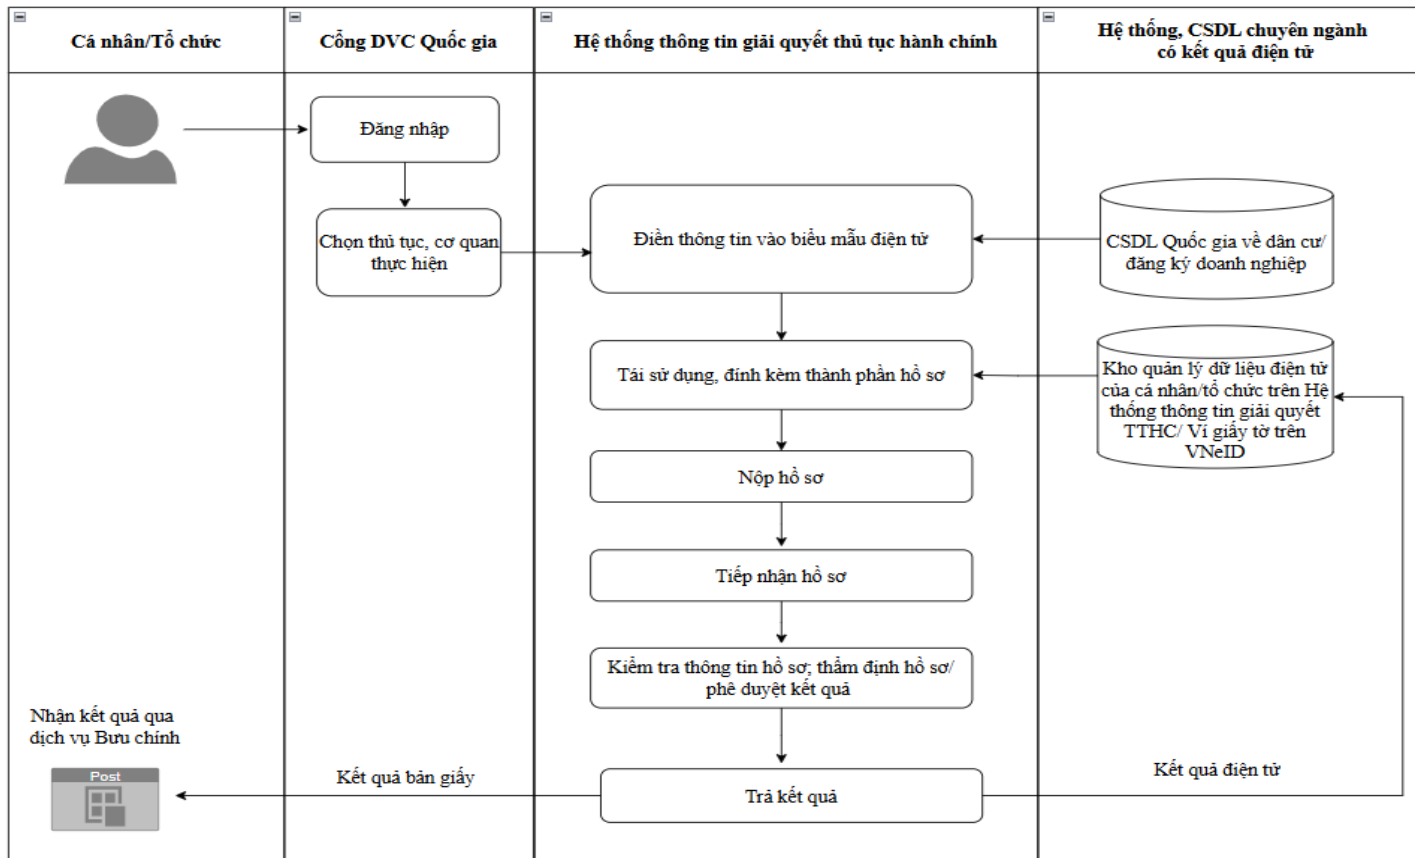 Cá nhân/Tổ chức
Cổng DVC Quốc gia
Hệ thống thông tin giải quyết thủ tục hành chính
Hệ thống, CSDL chuyên ngành
có kết quả điện tử
Đăng nhập
Chọn thủ tục, cơ quan
thực hiện
Điền thông tin vào biểu mẫu điện tử
CSDL Quốc gia về dân cư/
đăng ký doanh nghiệp
Tái sử dụng, đính kèm thành phần hồ sơ
Kho quản lý dữ liệu điện tử
của cá nhân/tổ chức trên Hệ
thống thông tin giải quyết
TTHC/ Ví giấy tờ trên
VNeID
Nộp hồ sơ
Tiếp nhận hồ sơ
Kiểm tra thông tin hồ sơ; thẩm định hồ sơ/
phê duyệt kết quả
Nhận kết quả qua
dịch vụ Bưu chính
Post
Kết quả bản giấy
Trả kết quả
Kết quả điện tử